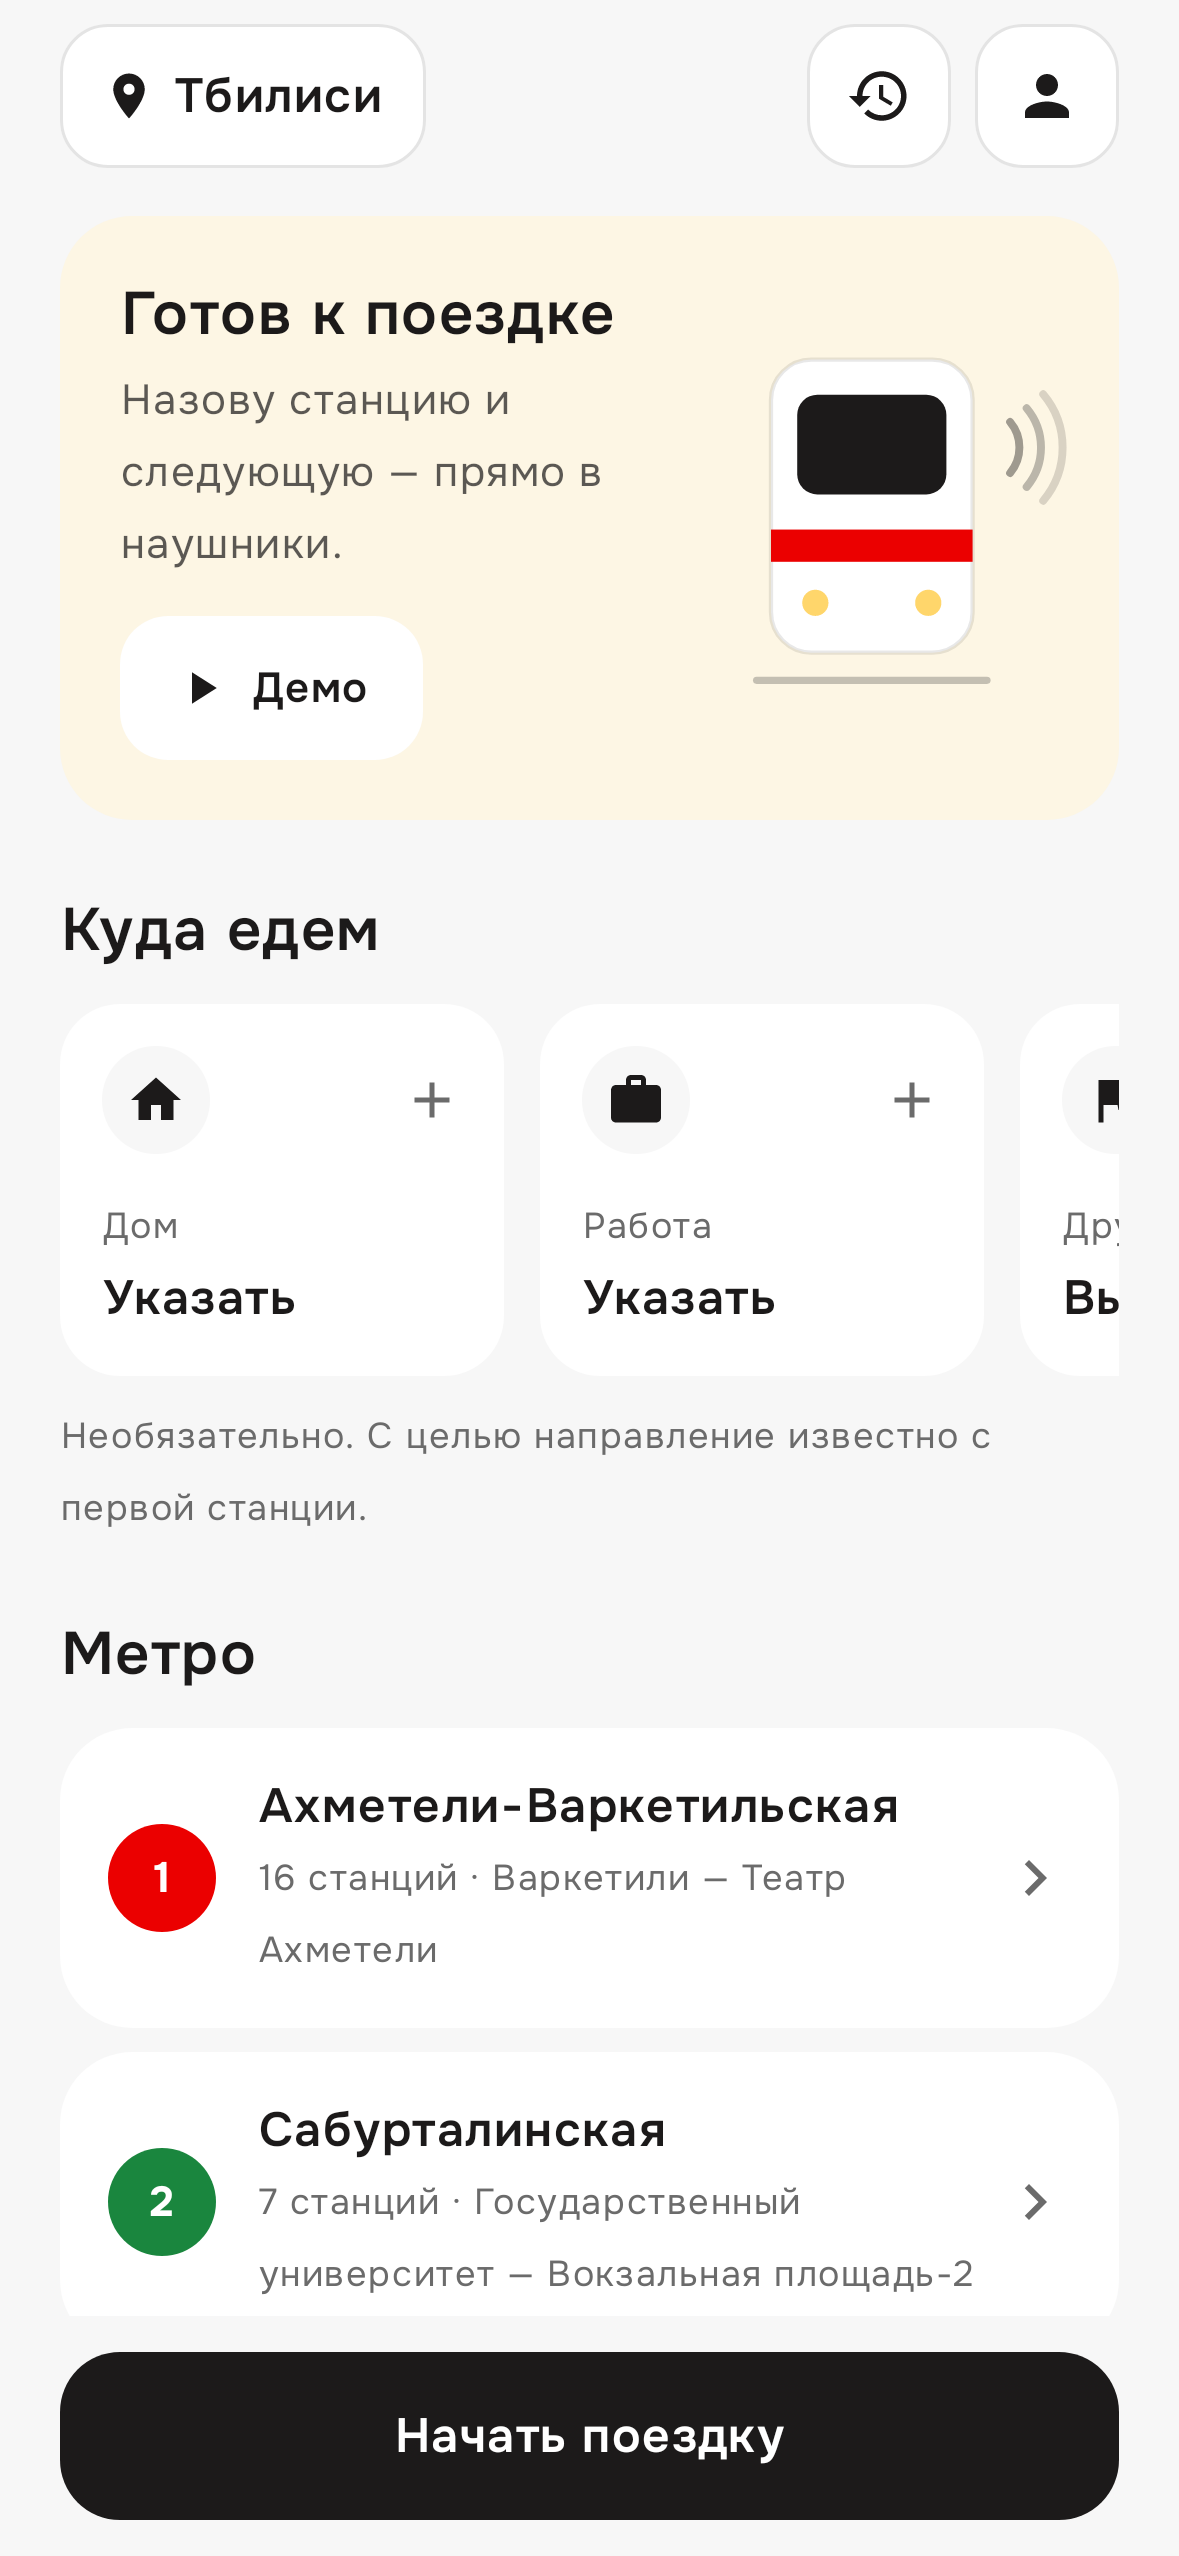 Тбилиси
Готов к поездке
Назову станцию и
следующую — прямо в
наушники.
Демо
Куда едем
Дом
Указать
Работа
Указать
Необязательно. С целью направление известно с
первой станции.
Метро
Ахметели-Варкетильская
1
16 станций · Варкетили — Театр
Ахметели
Сабурталинская
2
7 станций · Государственный
университет — Вокзальная площадь-2
Начать поездку